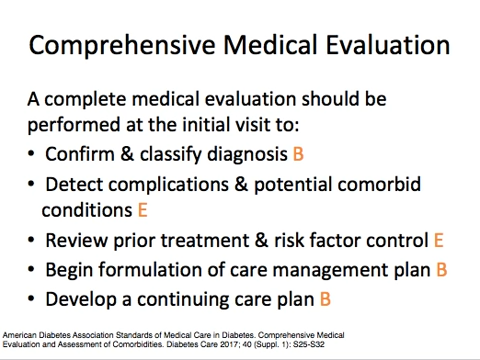 Comprehensive Medical Evaluation
A complete medical evaluation should be
performed at the initial visit to:
• Confirm & classify diagnosis B
• Detect complications & potential comorbid
conditions E
• Review prior treatment & risk factor control E
• Begin formulation of care management plan B
• Develop a continuing care plan B
American Diabetes Association Standards of Medical Care in Diabetes. Comprehensive Medical
Evaluation and Assessment of Comorbidities. Diabetes Care 2017; 40 (Suppl. 1): S25-S32